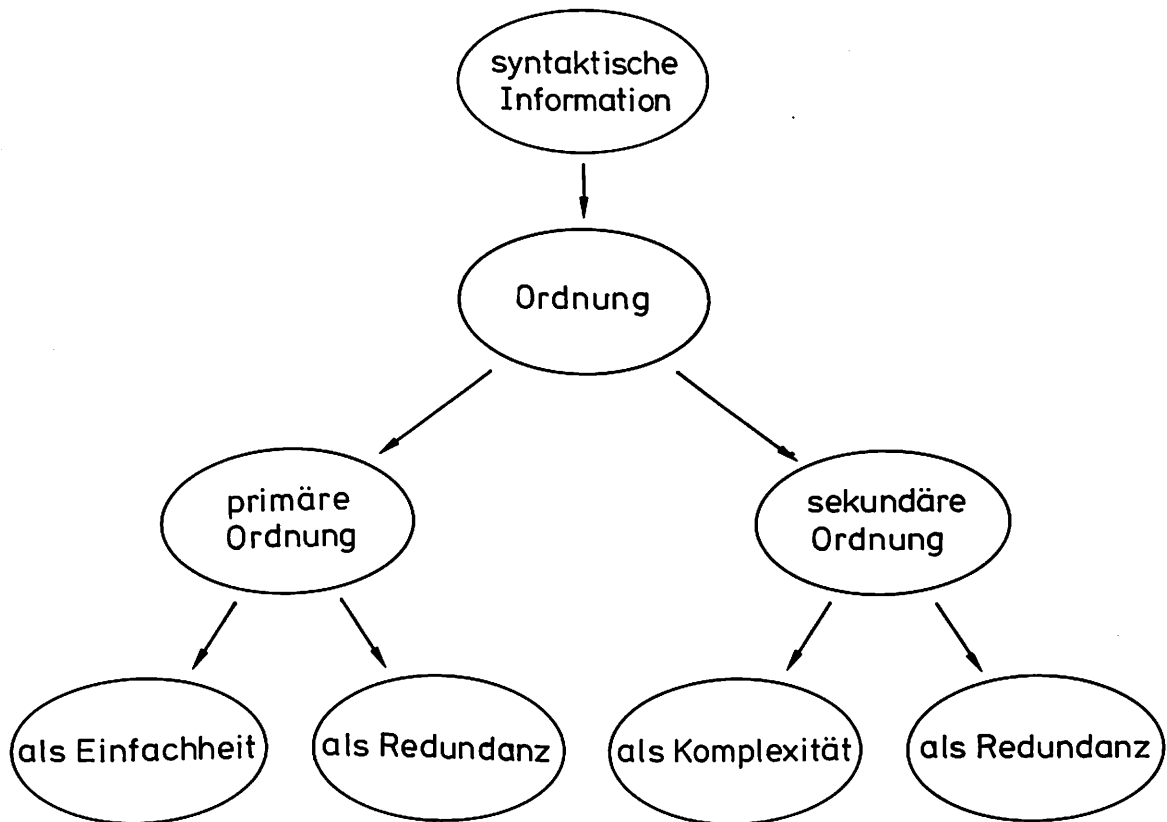 syntaktische
Information
Ordnung
primäre
Ordnung
sekundäre
Ordnung
als Einfachheit
als Redundanz
als Komplexität
als Redundanz